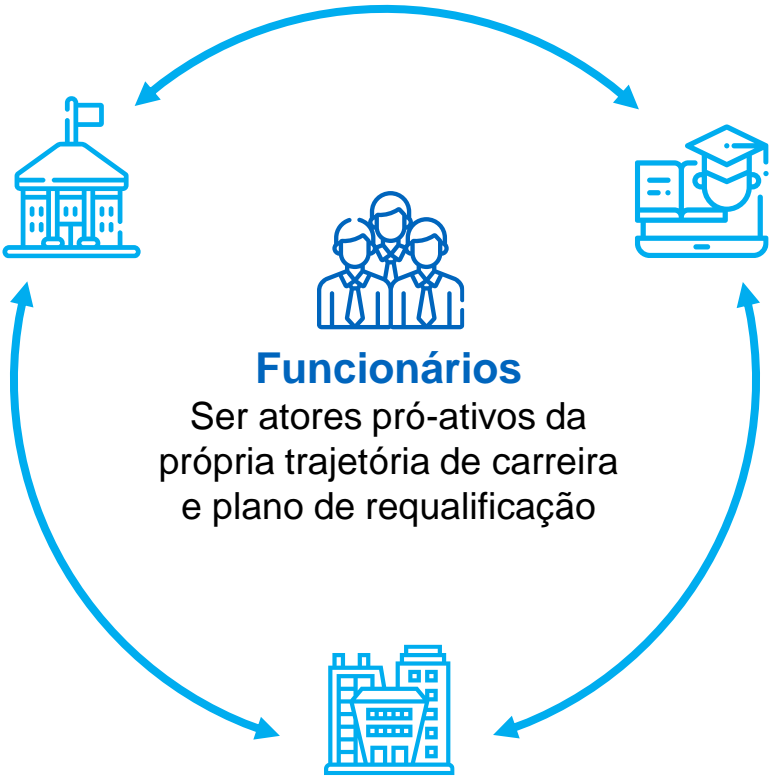 Funcionários
Ser atores pró-ativos da
própria trajetória de carreira
e plano de requalificação